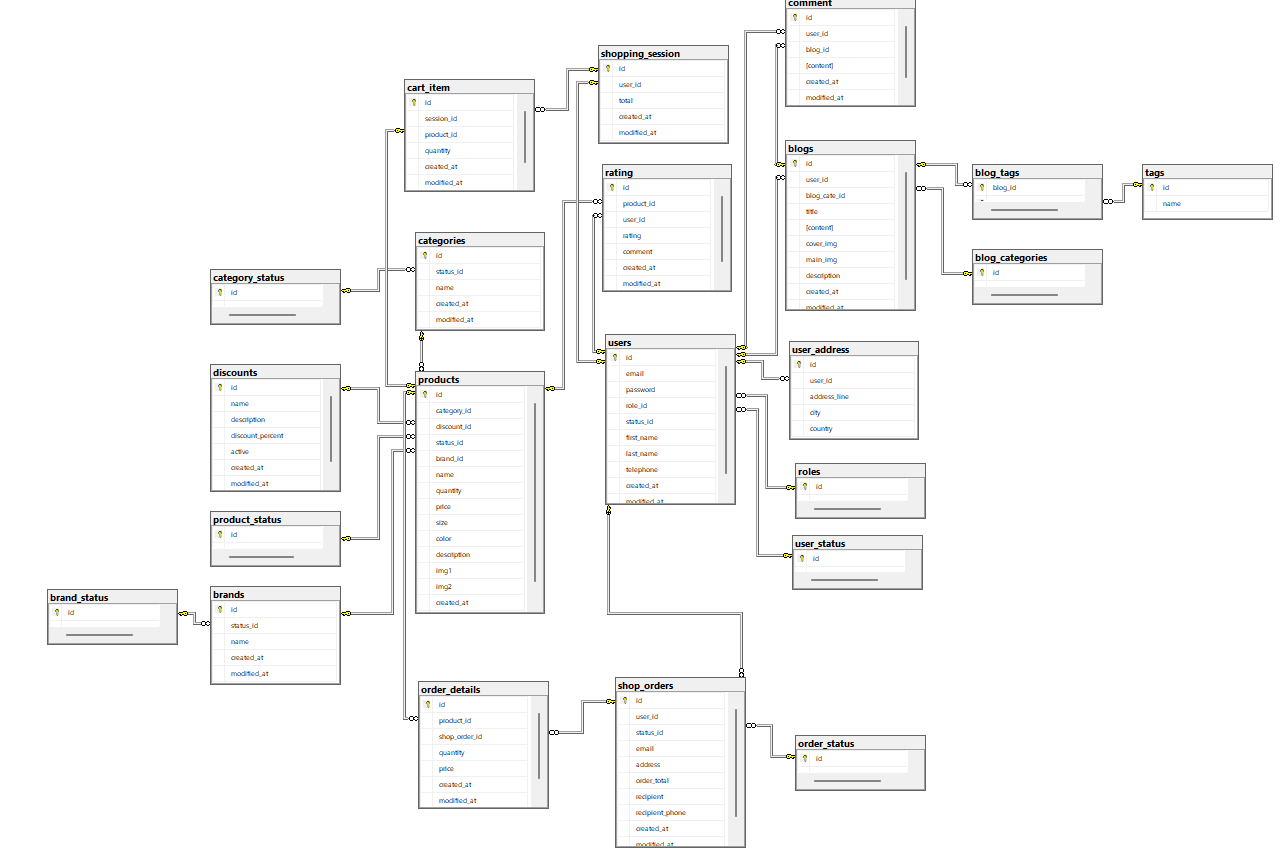 comment
id
user_id
blog_id
[content]
created_at
modified_at
shopping_session
id
user_id
total
created_at
modified_at
cart_item
id
session_id
product_id
quantity
created_at
modified_at
blogs
id
user_id
blog_cate_id
title
[content]
cover_img
main_img
description
created_at
modified_at
rating
id
product_id
user_id
rating
comment
created_at
modified_at
blog_tags
blog_id
tags
id
name
categories
id
status_id
name
created_at
modified_at
blog_categories
id
category_status
id
users
id
email
password
role_id
status_id
first_name
last_name
telephone
created_at
modified_at
user_address
id
user_id
address_line
city
country
discounts
id
name
description
discount_percent
active
created_at
modified_at
products
id
category_id
discount_id
status_id
brand_id
name
quantity
price
size
color
description
img1
img2
created_at
roles
id
product_status
id
user_status
id
brand_status
id
brands
id
status_id
name
created_at
modified_at
order_details
id
product_id
shop_order_id
quantity
price
created_at
modified_at
shop_orders
id
user_id
status_id
email
address
order_total
recipient
recipient_phone
created_at
modified_at
order_status
id